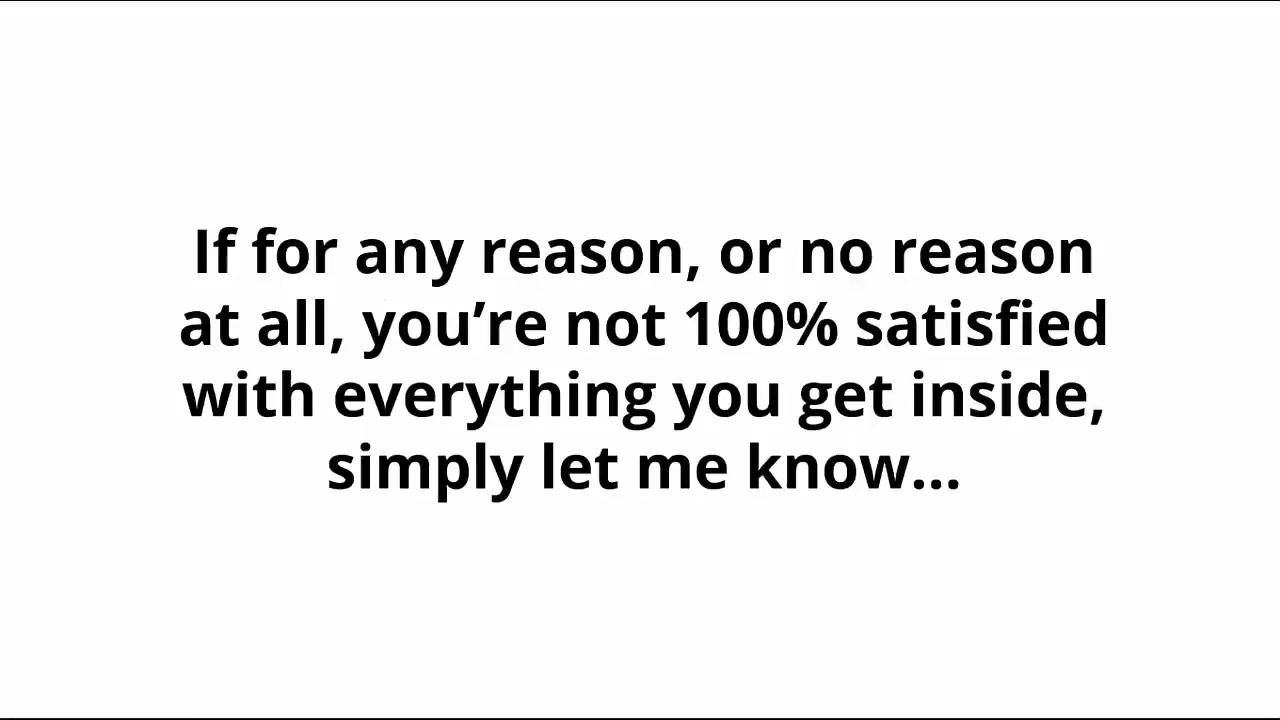 If for any reason, or no reason
at all, you’re not 100% satisfied
with everything you get inside,
simply let me know...